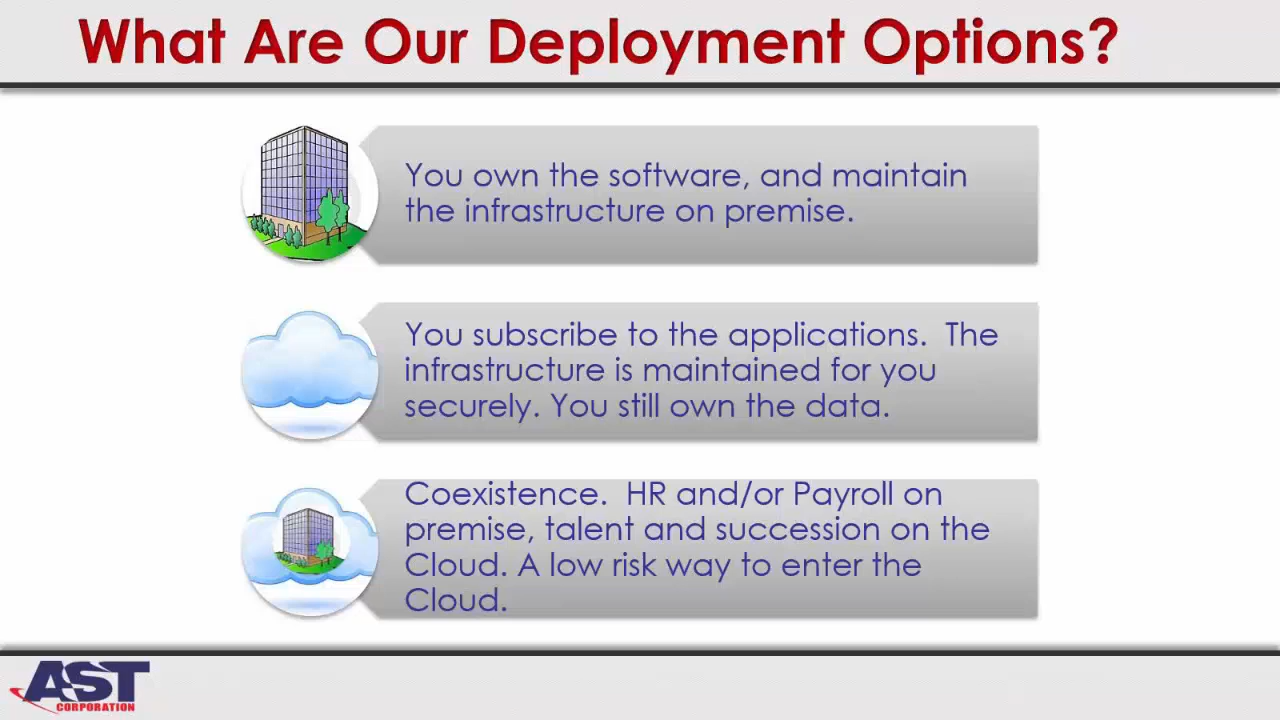 What Are Our Deployment Options?
You own the software, and maintain
the infrastructure on premise.
You subscribe to the applications.  The
infrastructure is maintained for you
securely. You still own the data.
Coexistence.  HR and/or Payroll on
premise, talent and succession on the
Cloud. A low risk way to enter the
Cloud.
AST
CORPORATION